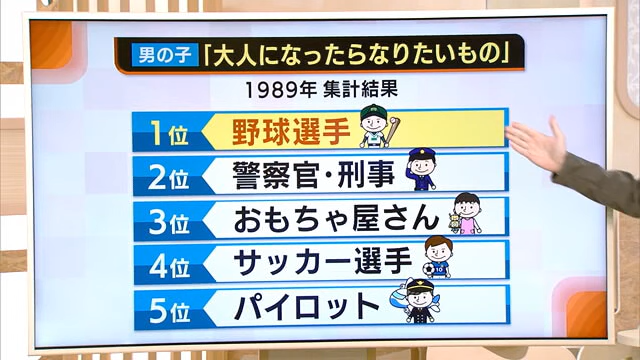 男の子 「大人になったらなりたいもの」
1989年 集計結果
1位 野球選手
2位 警察官・刑事
3位 おもちゃ屋さん
4位 サッカー選手
5位 パイロット